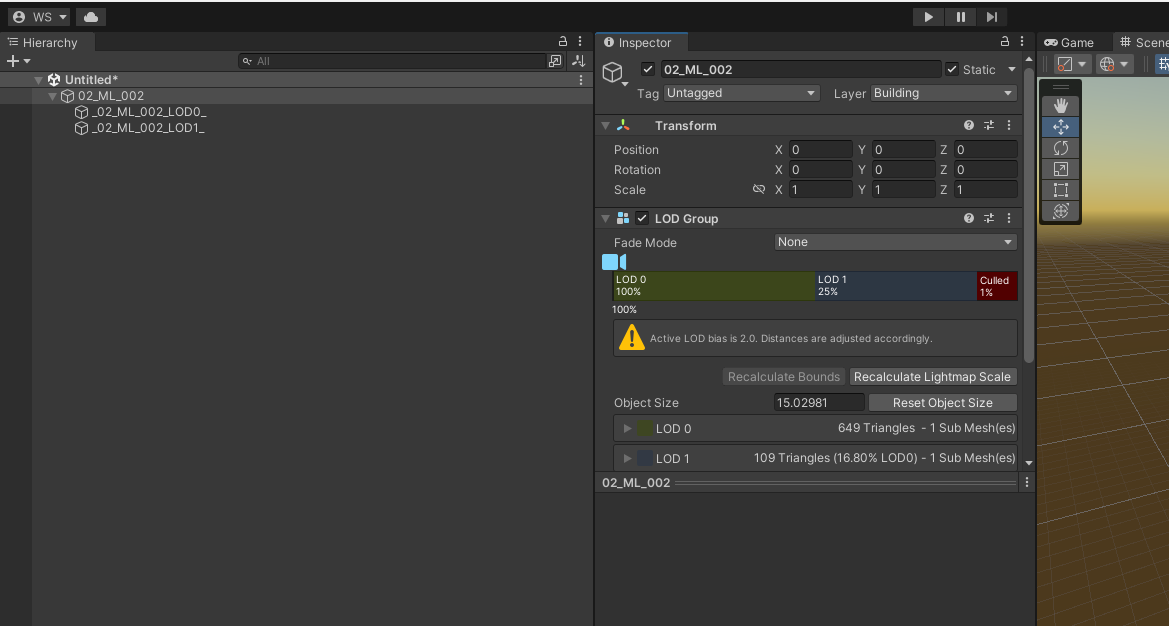 WS
Hierarchy
All
Untitled*
02_ML_002
_02_ML_002_LOD0_
_02_ML_002_LOD1_
Inspector
02_ML_002
Static
Tag Untagged
Layer Building
Transform
Position X 0 Y 0 Z 0
Rotation X 0 Y 0 Z 0
Scale X 1 Y 1 Z 1
LOD Group
Fade Mode None
LOD 0
100%
LOD 1
25%
Culled
1%
100%
Active LOD bias is 2.0. Distances are adjusted accordingly.
Recalculate Bounds
Recalculate Lightmap Scale
Object Size 15.02981
Reset Object Size
LOD 0 649 Triangles - 1 Sub Mesh(es)
LOD 1 109 Triangles (16.80% LOD0) - 1 Sub Mesh(es)
02_ML_002
Game
Scene